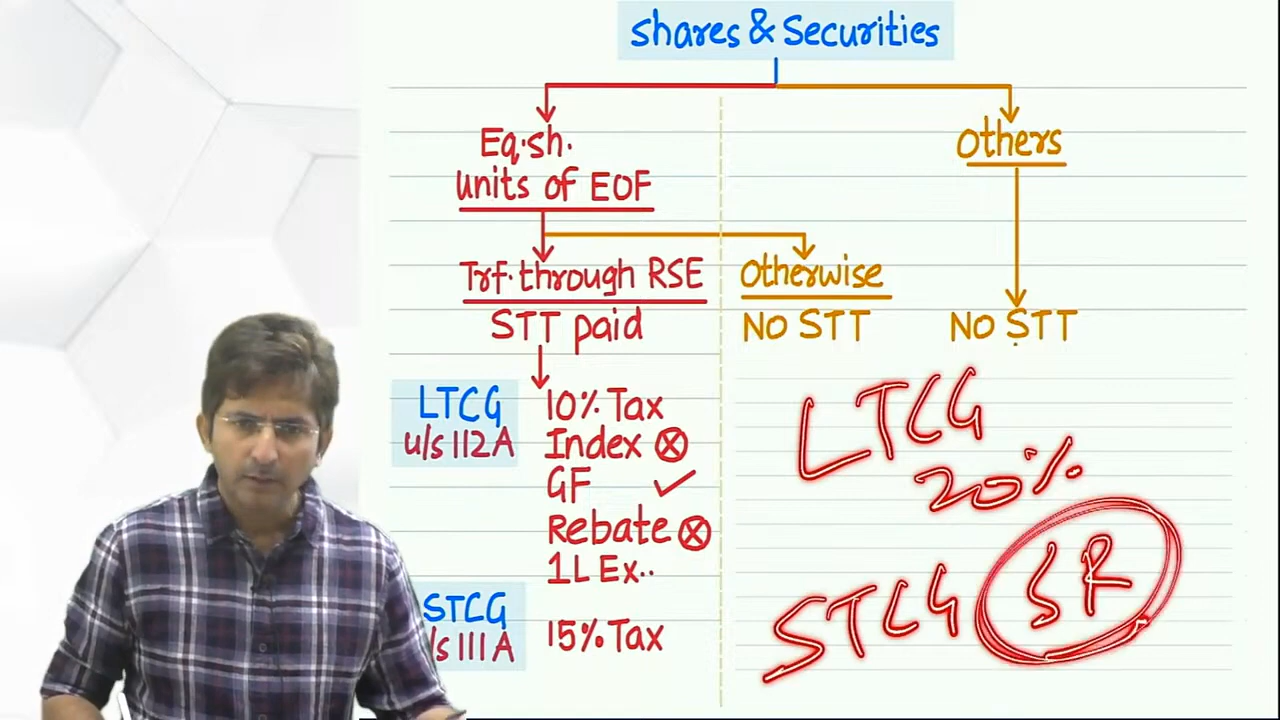 shares & Securities
Eq.sh.
units of EOF
Others
Trf. through RSE
Otherwise
STT paid
NO STT
NO STT
LTCG
u/s 112A
10% Tax
Index ⊗
GF ✓
Rebate ⊗
1L Ex..
STCG
/s 111A
15% Tax
LTCG
20%
STCG SR